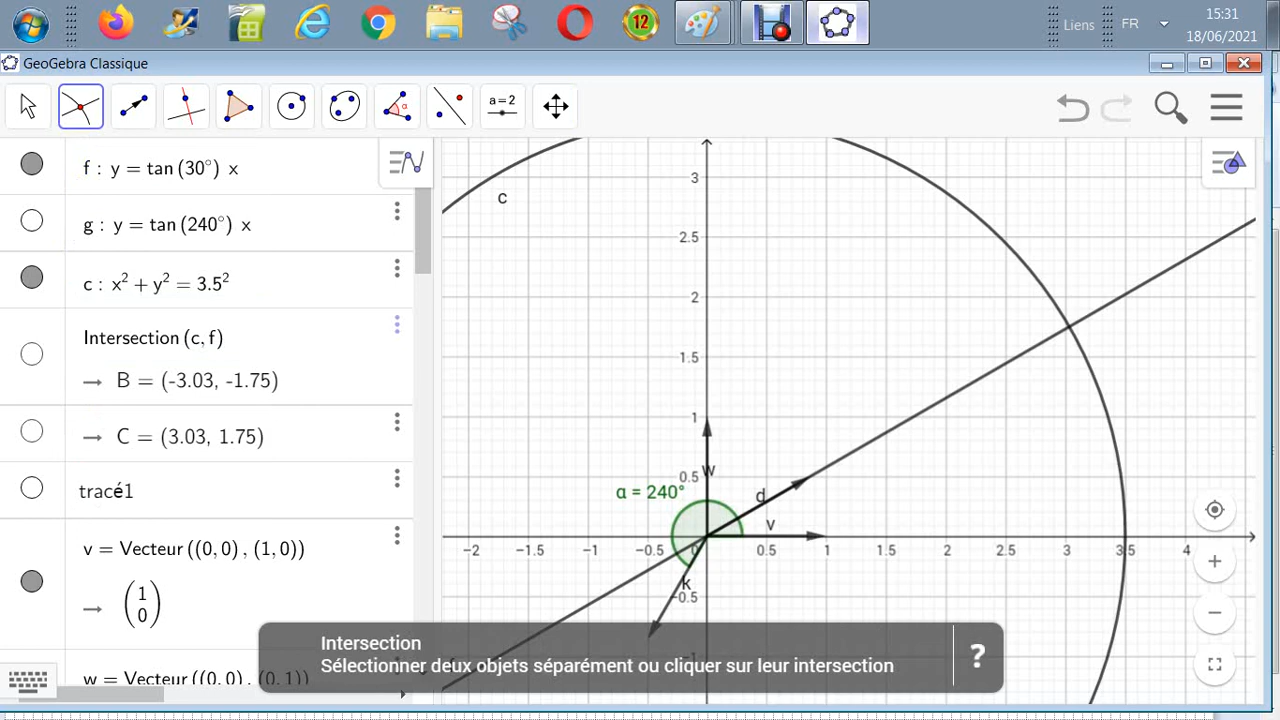 12
Liens
FR
15:31
18/06/2021
GeoGebra Classique
α
a = 2
f : y = tan (30°) x
g : y = tan (240°) x
c : x² + y² = 3.5²
Intersection (c, f)
→ B = (-3.03, -1.75)
→ C = (3.03, 1.75)
tracé1
v = Vecteur ((0, 0) , (1, 0))
→ (1
0)
w = Vecteur ((0, 0) , (0, 1))
c
3
2.5
2
1.5
1
0.5
w
α = 240°
d
v
k
−2
−1.5
−1
−0.5
0
0.5
1
1.5
2
2.5
3
3.5
4
−0.5
−1
Intersection
Sélectionner deux objets séparément ou cliquer sur leur intersection
?